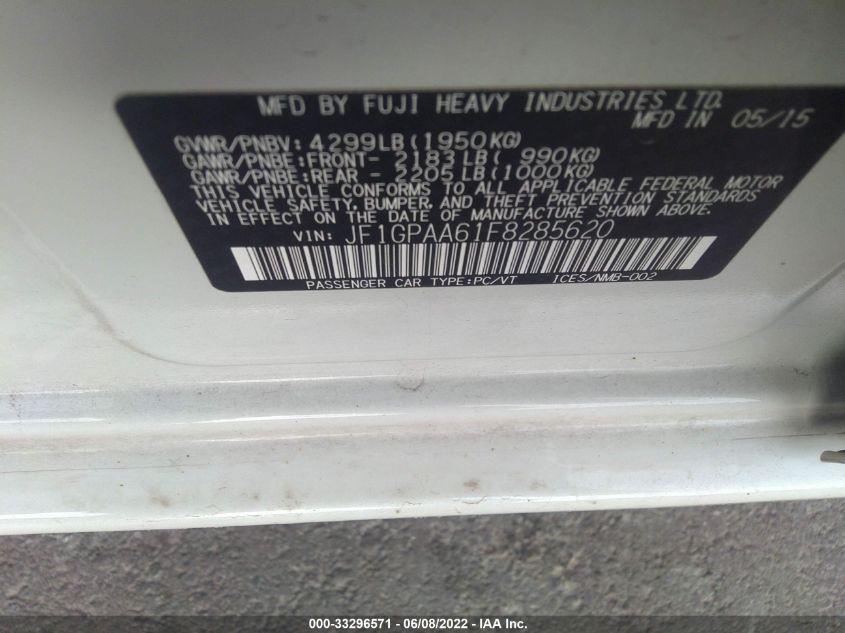 MFD BY FUJI HEAVY INDUSTRIES LTD.
MFD IN 05/15
GVWR/PNBV: 4299LB(1950KG)
GAWR/PNBE:FRONT- 2183LB( 990KG)
GAWR/PNBE:REAR - 2205LB(1000KG)
THIS VEHICLE CONFORMS TO ALL APPLICABLE FEDERAL MOTOR
VEHICLE SAFETY, BUMPER, AND THEFT PREVENTION STANDARDS
IN EFFECT ON THE DATE OF MANUFACTURE SHOWN ABOVE.
VIN: JF1GPAA61F8285620
PASSENGER CAR TYPE:PC/VT ICES/NMB-002
000-33296571 - 06/08/2022 - IAA Inc.